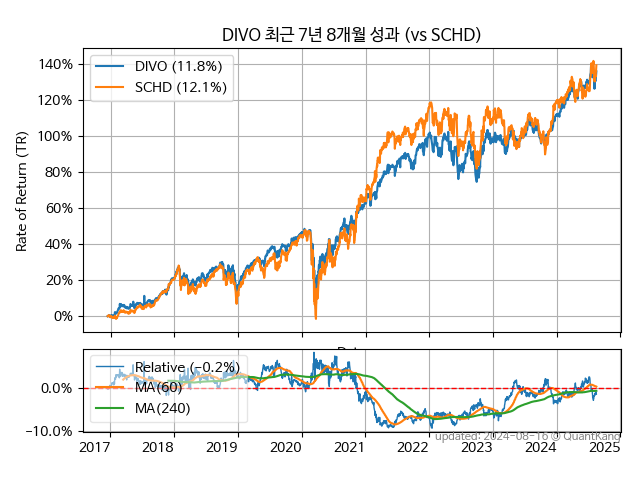 DIVO 최근 7년 8개월 성과 (vs SCHD)
Rate of Return (TR)
140%
120%
100%
80%
60%
40%
20%
0%
DIVO (11.8%)
SCHD (12.1%)
2017 2018 2019 2020 2021 2022 2023 2024 2025
0.0%
−10.0%
Relative (−0.2%)
MA(60)
MA(240)
updated: 2024-08-16 © QuantKang